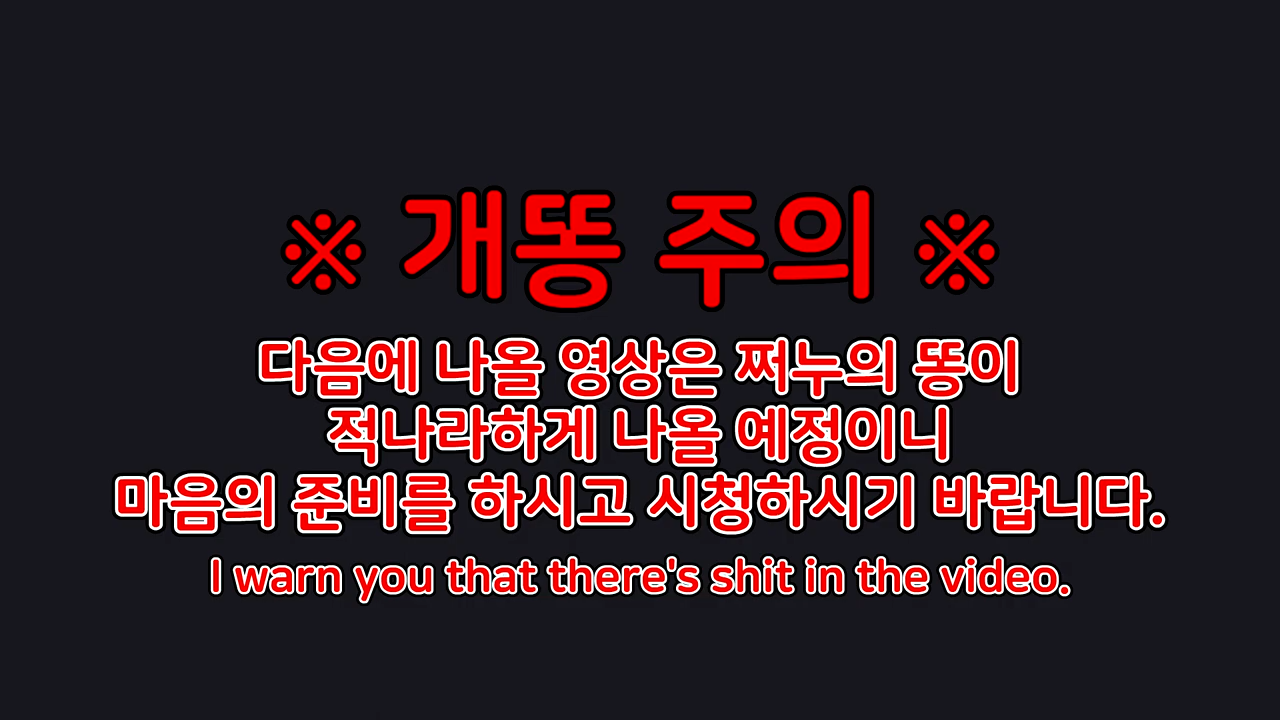 ※ 개똥 주의 ※
다음에 나올 영상은 쩌누의 똥이
적나라하게 나올 예정이니
마음의 준비를 하시고 시청하시기 바랍니다.
I warn you that there's shit in the video.